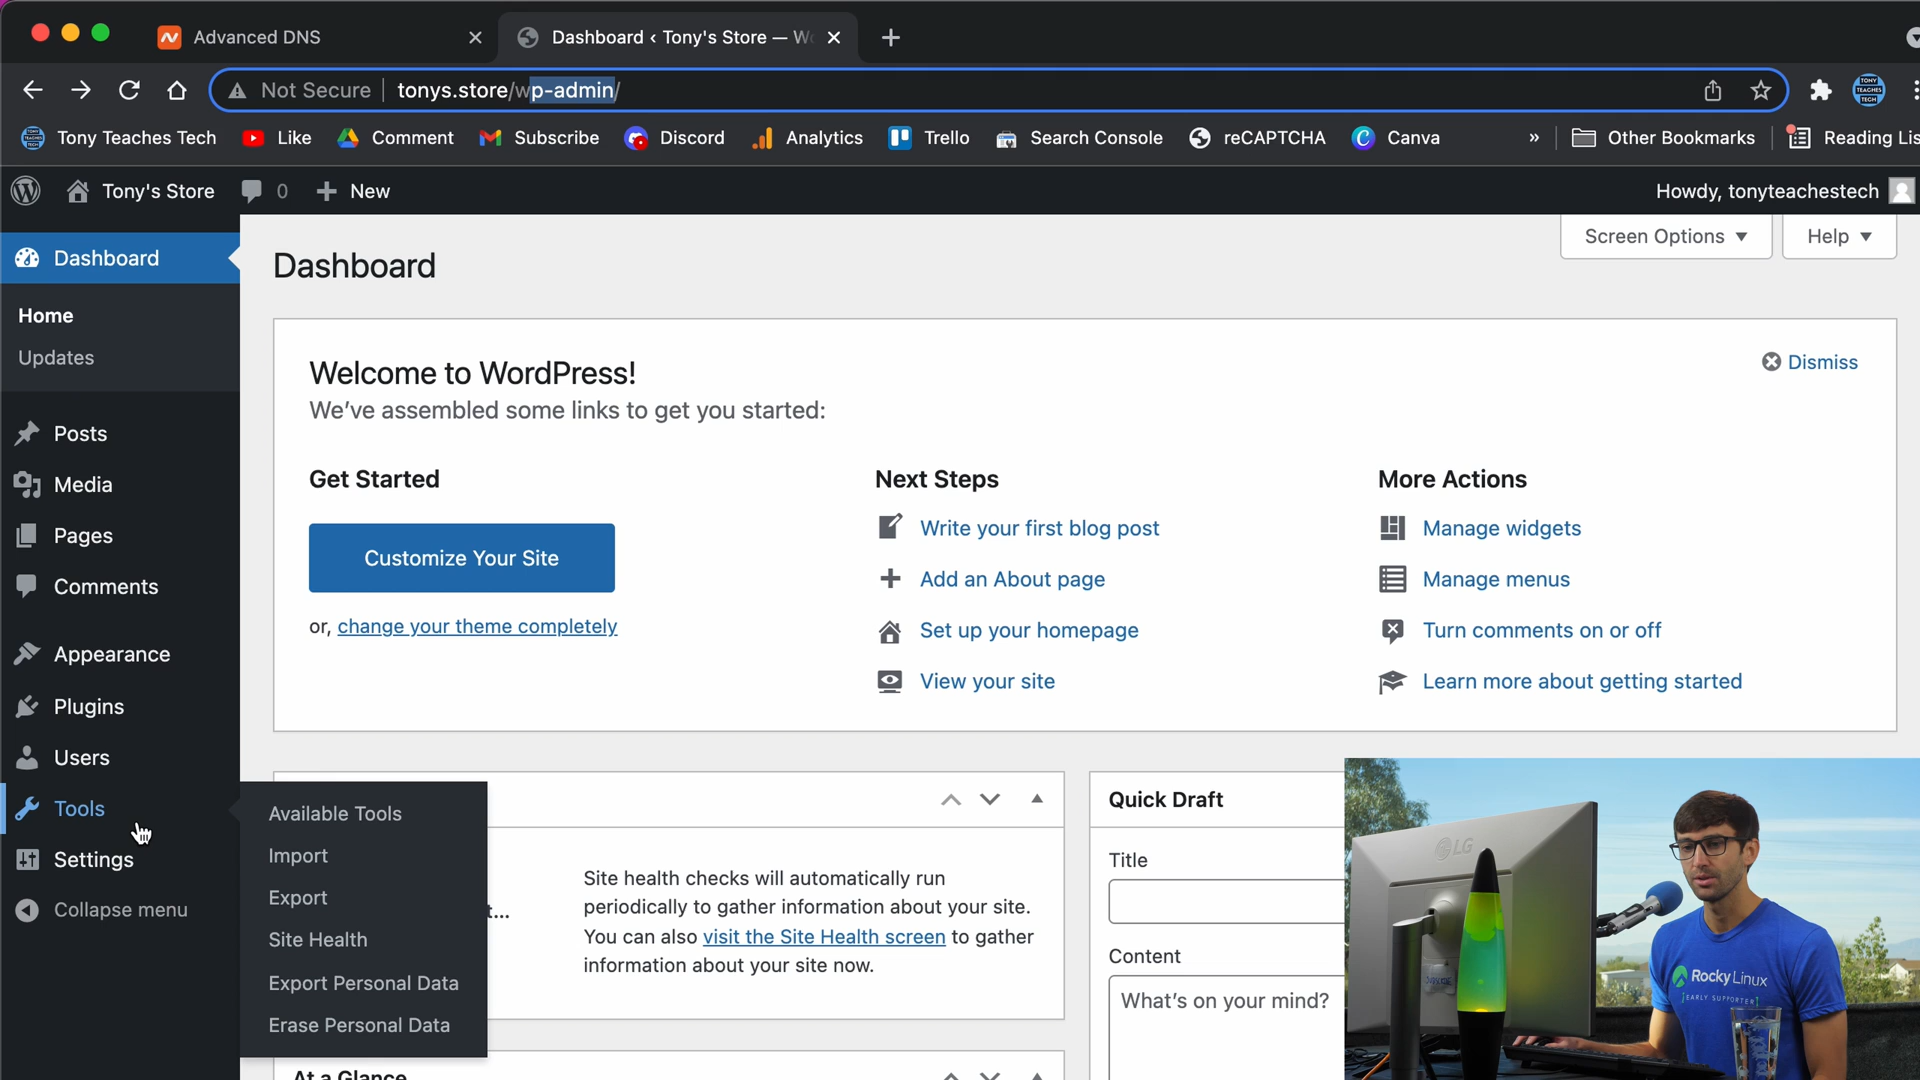 Advanced DNS
Dashboard ‹ Tony's Store — W
Not Secure
tonys.store/wp-admin/
TONY TEACHES TECH
Tony Teaches Tech
Like
Comment
Subscribe
Discord
Analytics
Trello
Search Console
reCAPTCHA
Canva
»
Other Bookmarks
Reading Lis
Tony's Store
0
New
Howdy, tonyteachestech
Dashboard
Home
Updates
Posts
Media
Pages
Comments
Appearance
Plugins
Users
Tools
Settings
Collapse menu
Available Tools
Import
Export
Site Health
Export Personal Data
Erase Personal Data
Screen Options
Help
Dashboard
Welcome to WordPress!
We've assembled some links to get you started:
Dismiss
Get Started
Customize Your Site
or, change your theme completely
Next Steps
Write your first blog post
Add an About page
Set up your homepage
View your site
More Actions
Manage widgets
Manage menus
Turn comments on or off
Learn more about getting started
t...
Site health checks will automatically run
periodically to gather information about your site.
You can also visit the Site Health screen to gather
information about your site now.
At a Glance
Quick Draft
Title
Content
What's on your mind?
LG
Rocky Linux
[EARLY SUPPORTER]